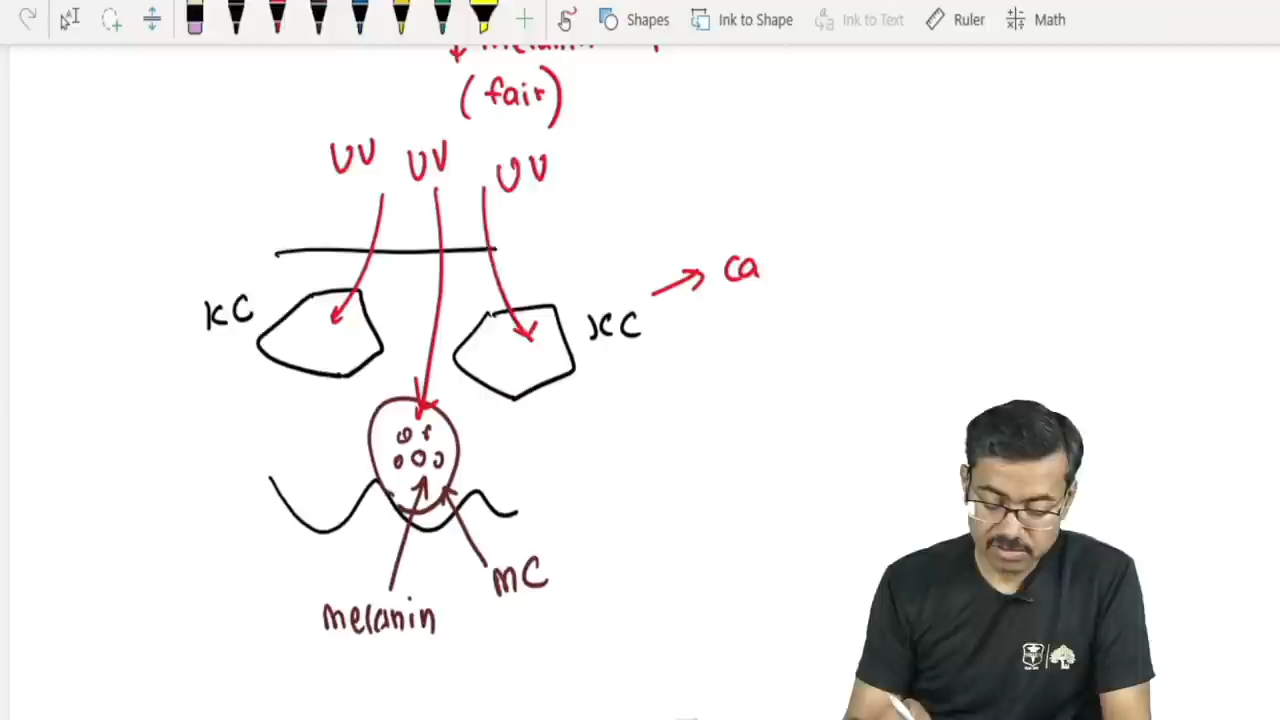 Shapes Ink to Shape Ink to Text Ruler Math
(fair)
UV UV UV
KC
KC → ca
melanin
MC